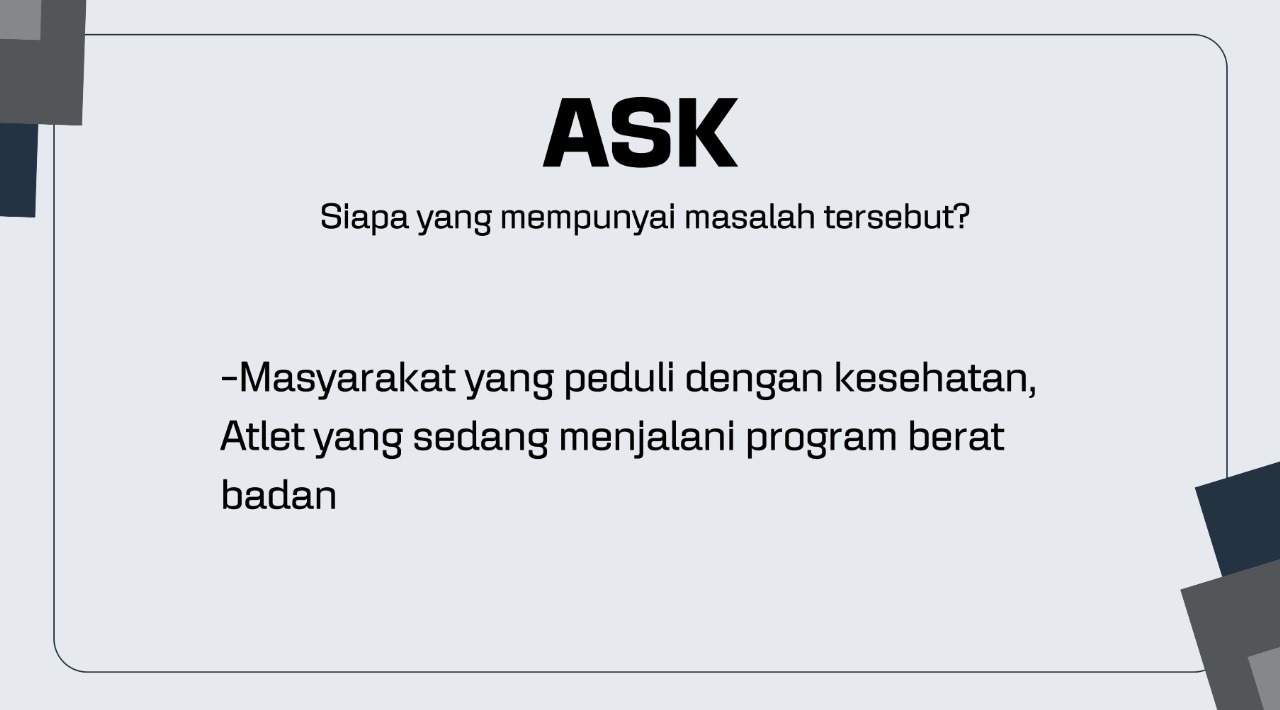 ASK
Siapa yang mempunyai masalah tersebut?
-Masyarakat yang peduli dengan kesehatan,
Atlet yang sedang menjalani program berat
badan